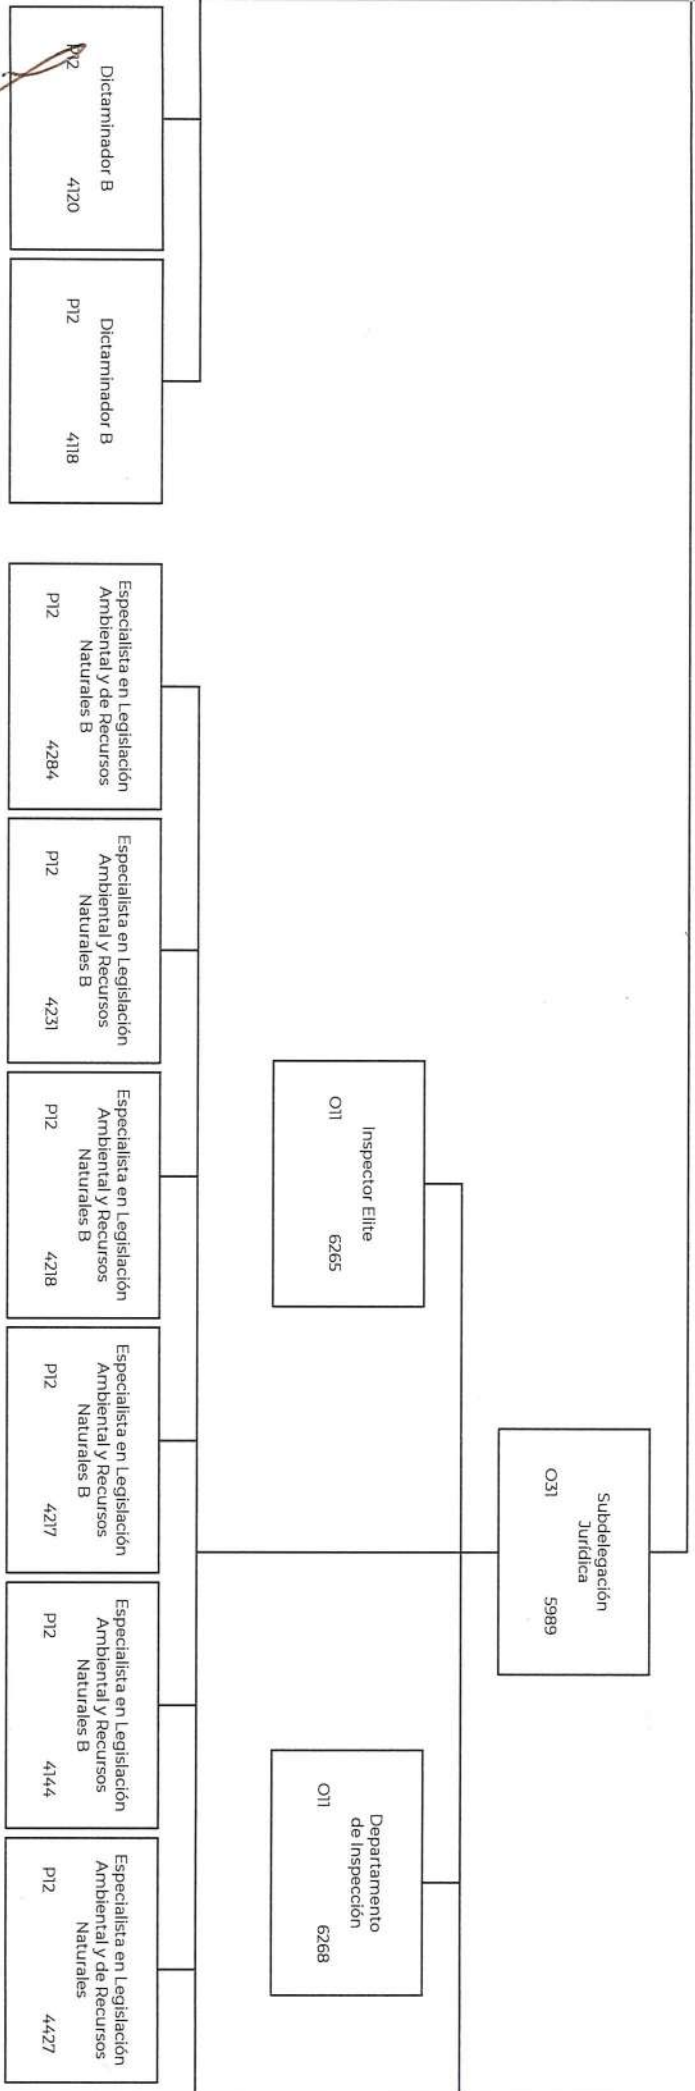 Subdelegación
Jurídica
O31 5989
Inspector Elite
O11 6265
Departamento
de Inspección
O11 6268
Dictaminador B
P12 4120
Dictaminador B
P12 4118
Especialista en Legislación
Ambiental y de Recursos
Naturales B
P12 4284
Especialista en Legislación
Ambiental y Recursos
Naturales B
P12 4231
Especialista en Legislación
Ambiental y Recursos
Naturales B
P12 4218
Especialista en Legislación
Ambiental y Recursos
Naturales B
P12 4217
Especialista en Legislación
Ambiental y Recursos
Naturales B
P12 4144
Especialista en Legislación
Ambiental y de Recursos
Naturales
P12 4427